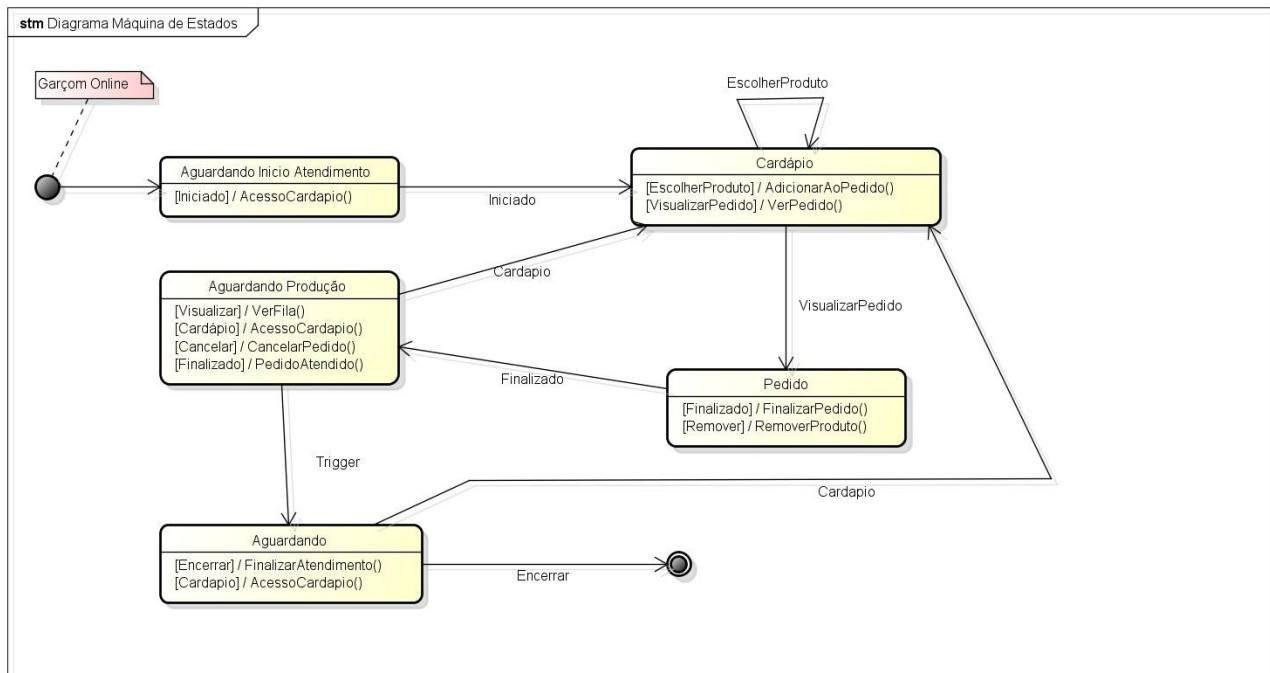 stm Diagrama Máquina de Estados
Garçom Online
EscolherProduto
Aguardando Inicio Atendimento
[Iniciado] / AcessoCardapio()
Iniciado
Cardápio
[EscolherProduto] / AdicionarAoPedido()
[VisualizarPedido] / VerPedido()
Cardapio
Aguardando Produção
[Visualizar] / VerFila()
[Cardápio] / AcessoCardapio()
[Cancelar] / CancelarPedido()
[Finalizado] / PedidoAtendido()
VisualizarPedido
Finalizado
Pedido
[Finalizado] / FinalizarPedido()
[Remover] / RemoverProduto()
Trigger
Cardapio
Aguardando
[Encerrar] / FinalizarAtendimento()
[Cardapio] / AcessoCardapio()
Encerrar